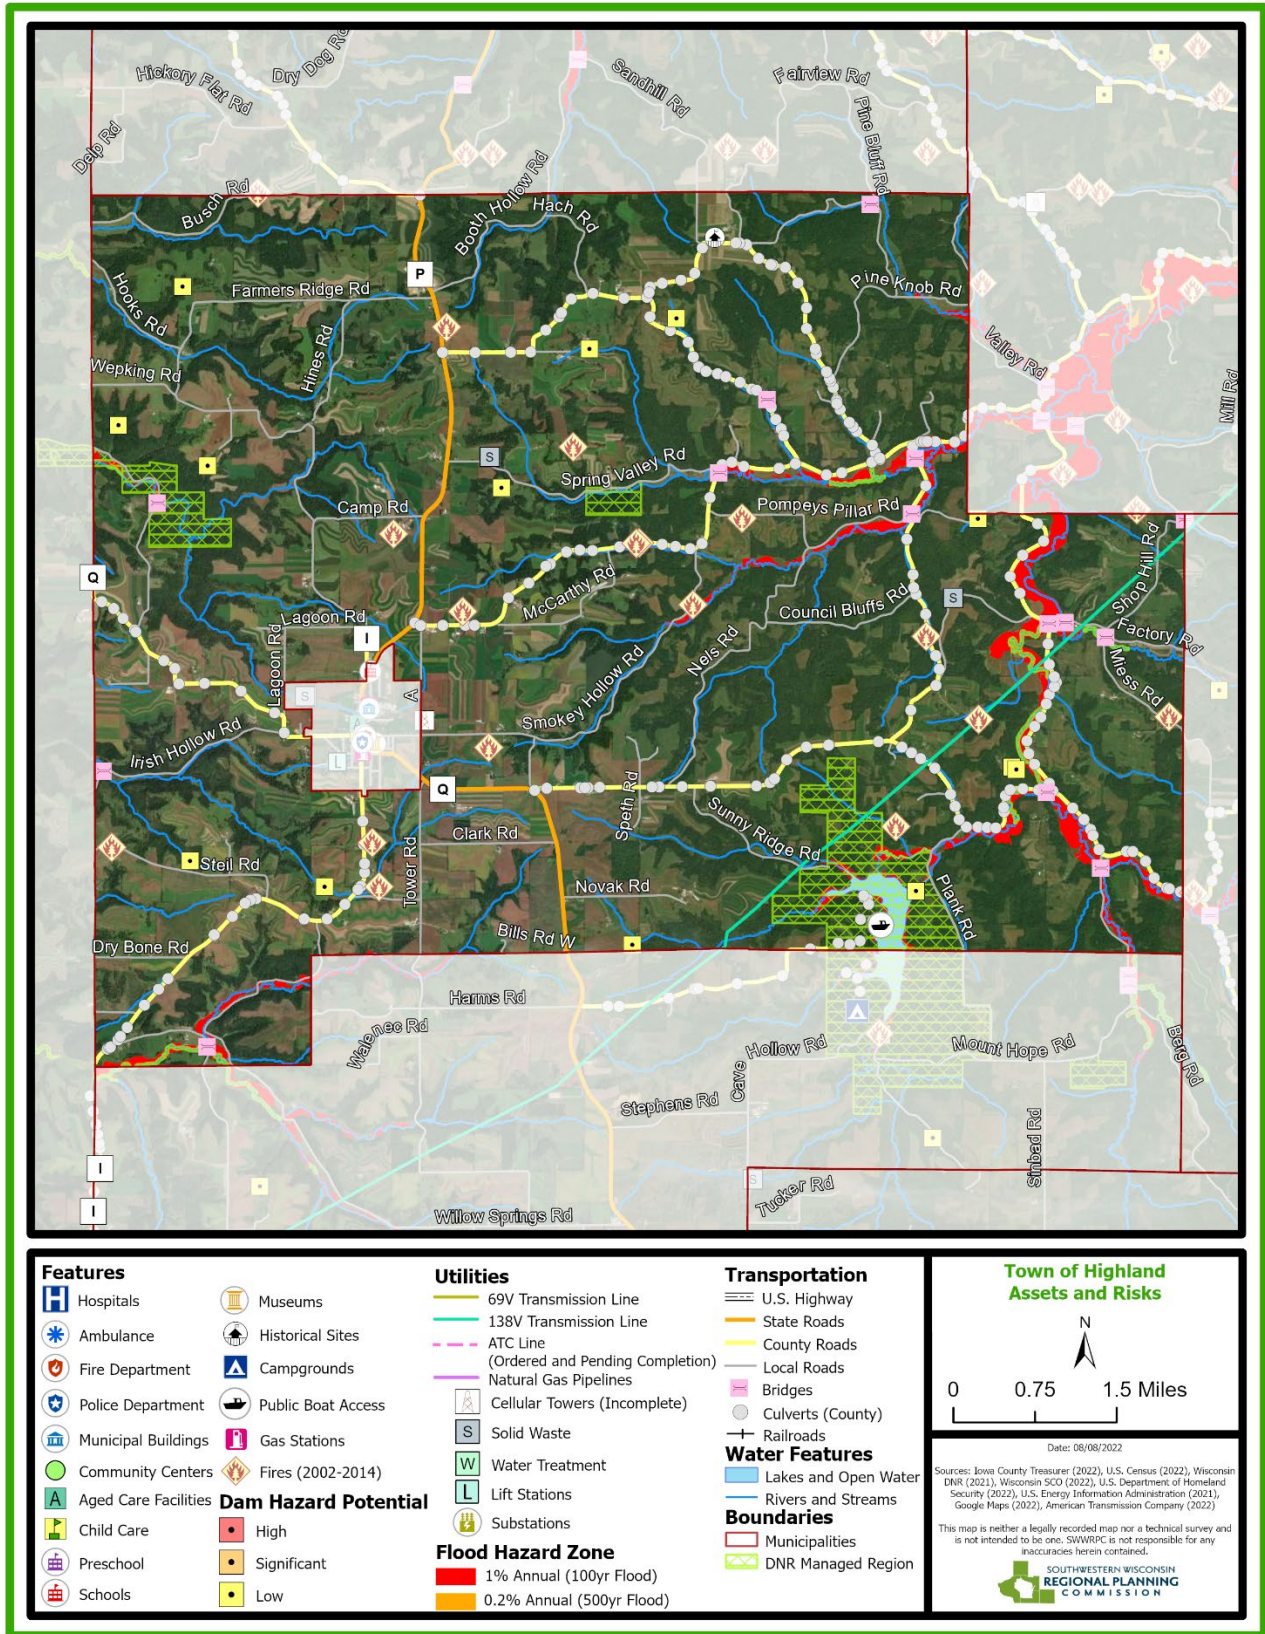 Hickory Flat Rd
Dry Dog Rd
Sandhill Rd
Fairview Rd
Pine Bluff Rd
Delp Rd
Busch Rd
Booth Hollow Rd
Hach Rd
P
Hooks Rd
Farmers Ridge Rd
Pine Knob Rd
Hines Rd
Valley Rd
Wepking Rd
Mill Rd
S
Spring Valley Rd
Camp Rd
Pompeys Pillar Rd
Shop Hill Rd
Q
McCarthy Rd
Council Bluffs Rd
S
Lagoon Rd
I
Factory Rd
Lagoon Rd
Nels Rd
Miess Rd
S
A
Smokey Hollow Rd
A
Irish Hollow Rd
L
Q
Speth Rd
Sunny Ridge Rd
Clark Rd
Tower Rd
Steil Rd
Novak Rd
Plank Rd
Dry Bone Rd
Bills Rd W
Harms Rd
Walenec Rd
Hollow Rd
Mount Hope Rd
Berg Rd
Cave
Stephens Rd
Sinbad Rd
I
S
Tucker Rd
I
Willow Springs Rd
Features
H Hospitals
Ambulance
Fire Department
Police Department
Municipal Buildings
Community Centers
A Aged Care Facilities
Child Care
Preschool
Schools
Museums
Historical Sites
Campgrounds
Public Boat Access
Gas Stations
Fires (2002-2014)
Dam Hazard Potential
High
Significant
Low
Utilities
69V Transmission Line
138V Transmission Line
ATC Line
(Ordered and Pending Completion)
Natural Gas Pipelines
Cellular Towers (Incomplete)
S Solid Waste
W Water Treatment
L Lift Stations
Substations
Flood Hazard Zone
1% Annual (100yr Flood)
0.2% Annual (500yr Flood)
Transportation
U.S. Highway
State Roads
County Roads
Local Roads
Bridges
Culverts (County)
Railroads
Water Features
Lakes and Open Water
Rivers and Streams
Boundaries
Municipalities
DNR Managed Region
Town of Highland
Assets and Risks
N
0 0.75 1.5 Miles
Date: 08/08/2022
Sources: Iowa County Treasurer (2022), U.S. Census (2022), Wisconsin
DNR (2021), Wisconsin SCO (2022), U.S. Department of Homeland
Security (2022), U.S. Energy Information Administration (2021),
Google Maps (2022), American Transmission Company (2022)
This map is neither a legally recorded map nor a technical survey and
is not intended to be one. SWWRPC is not responsible for any
inaccuracies herein contained.
SOUTHWESTERN WISCONSIN
REGIONAL PLANNING
COMMISSION